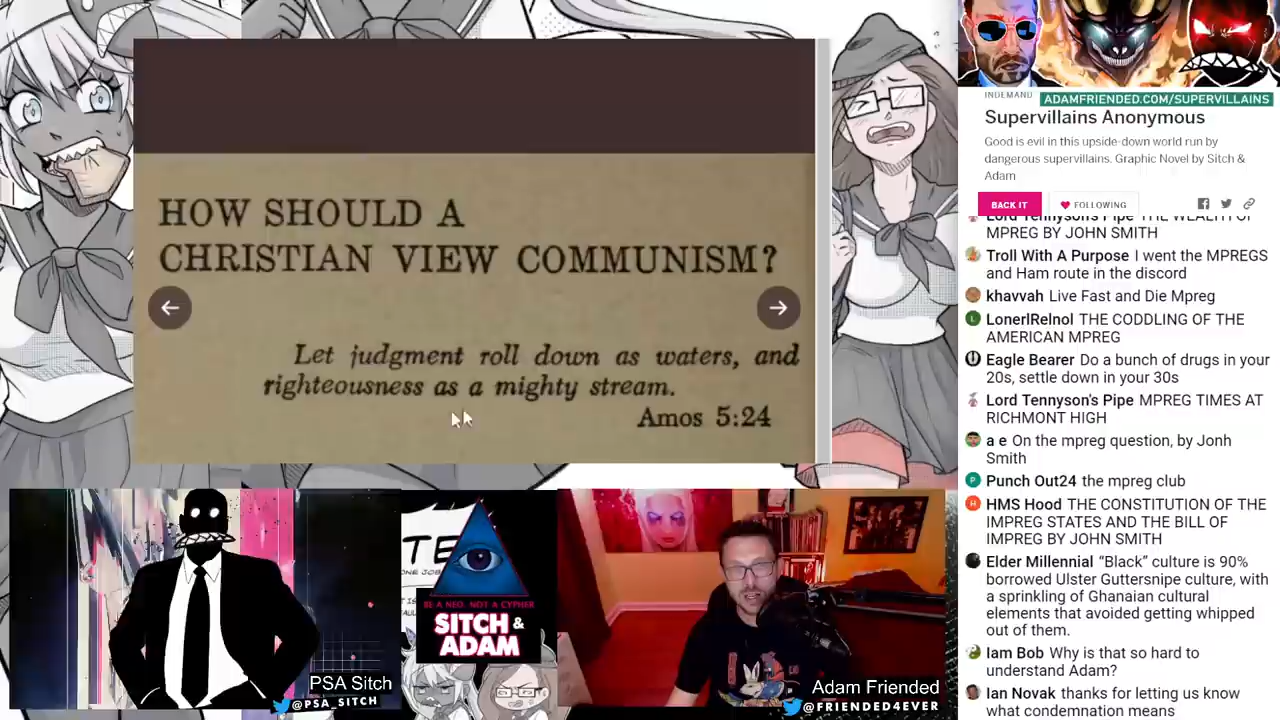 HOW SHOULD A
CHRISTIAN VIEW COMMUNISM?
Let judgment roll down as waters, and
righteousness as a mighty stream.
Amos 5:24
PSA Sitch
@PSA_SITCH
BE A NEO, NOT A CYPHER
SITCH &
ADAM
Adam Friended
@FRIENDED4EVER
INDEMAND
ADAMFRIENDED.COM/SUPERVILLAINS
Supervillains Anonymous
Good is evil in this upside-down world run by
dangerous supervillains. Graphic Novel by Sitch &
Adam
BACK IT
FOLLOWING
Lord Tennyson's Pipe THE WEALTH OF
MPREG BY JOHN SMITH
Troll With A Purpose I went the MPREGS
and Ham route in the discord
khavvah Live Fast and Die Mpreg
LonerlRelnol THE CODDLING OF THE
AMERICAN MPREG
Eagle Bearer Do a bunch of drugs in your
20s, settle down in your 30s
Lord Tennyson's Pipe MPREG TIMES AT
RICHMONT HIGH
a e On the mpreg question, by Jonh
Smith
Punch Out24 the mpreg club
HMS Hood THE CONSTITUTION OF THE
IMPREG STATES AND THE BILL OF
IMPREG BY JOHN SMITH
Elder Millennial “Black” culture is 90%
borrowed Ulster Guttersnipe culture, with
a sprinkling of Ghanaian cultural
elements that avoided getting whipped
out of them.
Iam Bob Why is that so hard to
understand Adam?
Ian Novak thanks for letting us know
what condemnation means